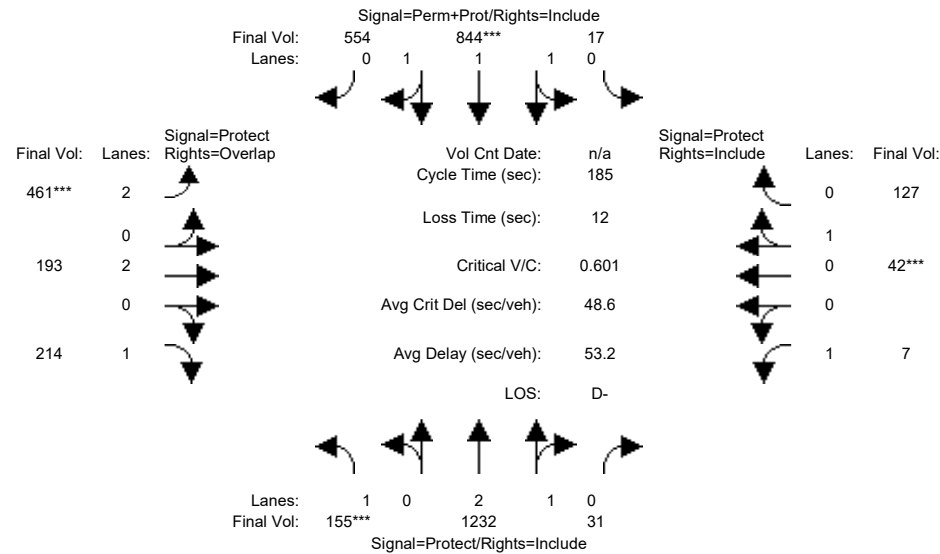 Signal=Perm+Prot/Rights=Include
Final Vol: 554 844*** 17
Lanes: 0 1 1 1 0
Signal=Protect Signal=Protect
Final Vol: Lanes: Rights=Overlap Vol Cnt Date: n/a Rights=Include Lanes: Final Vol:
Cycle Time (sec): 185
461*** 2 0 127
Loss Time (sec): 12
0 1
193 2 Critical V/C: 0.601 0 42***
0 Avg Crit Del (sec/veh): 48.6 0
214 1 Avg Delay (sec/veh): 53.2 1 7
LOS: D-
Lanes: 1 0 2 1 0
Final Vol: 155*** 1232 31
Signal=Protect/Rights=Include